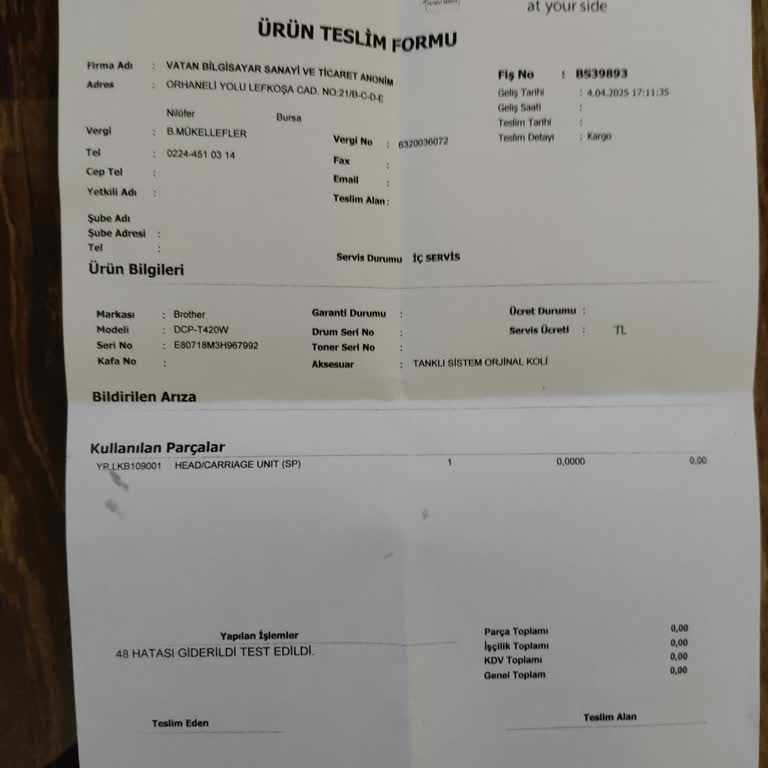 at your side
ÜRÜN TESLİM FORMU
Firma Adı : VATAN BİLGİSAYAR SANAYİ VE TİCARET ANONİM
Adres : ORHANELİ YOLU LEFKOŞA CAD. NO:21/B-C-D-E
Nilüfer Bursa
Vergi : B.MÜKELLEFLER
Tel : 0224-451 03 14
Cep Tel :
Yetkili Adı :
Vergi No : 6320036072
Fax :
Email :
Teslim Alan :
Fiş No : BS39893
Geliş Tarihi : 4.04.2025 17:11:35
Geliş Saati :
Teslim Tarihi :
Teslim Detayı : Kargo
Şube Adı
Şube Adresi :
Tel :
Servis Durumu İÇ SERVİS
Ürün Bilgileri
Markası : Brother
Modeli : DCP-T420W
Seri No : E80718M3H967992
Kafa No :
Garanti Durumu :
Drum Seri No :
Toner Seri No :
Aksesuar : TANKLI SİSTEM ORJİNAL KOLİ
Ücret Durumu :
Servis Ücreti : TL
Bildirilen Arıza
Kullanılan Parçalar
YP.LKB109001 HEAD/CARRIAGE UNIT (SP) 1 0,0000 0,00
Yapılan İşlemler
48 HATASI GİDERİLDİ TEST EDİLDİ.
Parça Toplamı 0,00
İşçilik Toplamı 0,00
KDV Toplamı 0,00
Genel Toplam 0,00
Teslim Eden
Teslim Alan